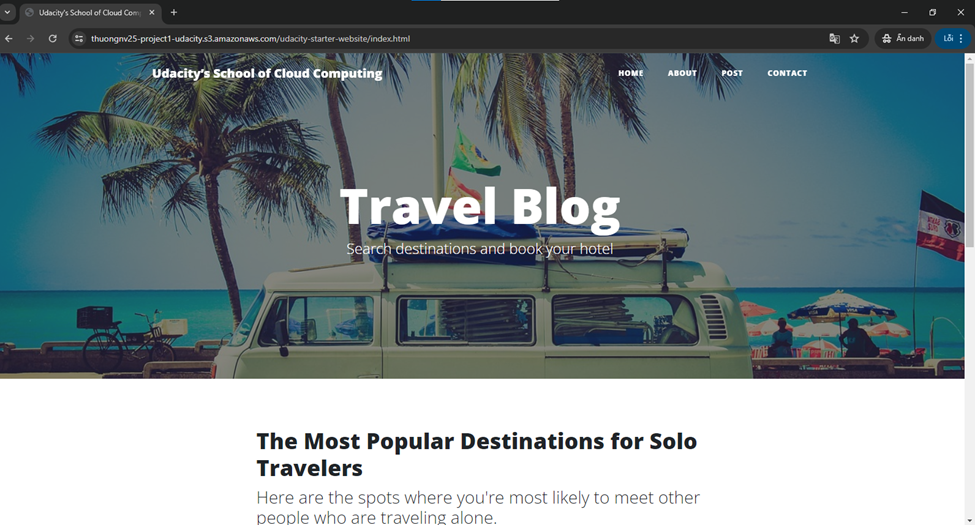 Udacity's School of Cloud Comp
thuongnv25-project1-udacity.s3.amazonaws.com/udacity-starter-website/index.html
Ẩn danh
Lỗi
Udacity's School of Cloud Computing
HOME ABOUT POST CONTACT
Travel Blog
Search destinations and book your hotel
The Most Popular Destinations for Solo
Travelers
Here are the spots where you're most likely to meet other
people who are traveling alone.